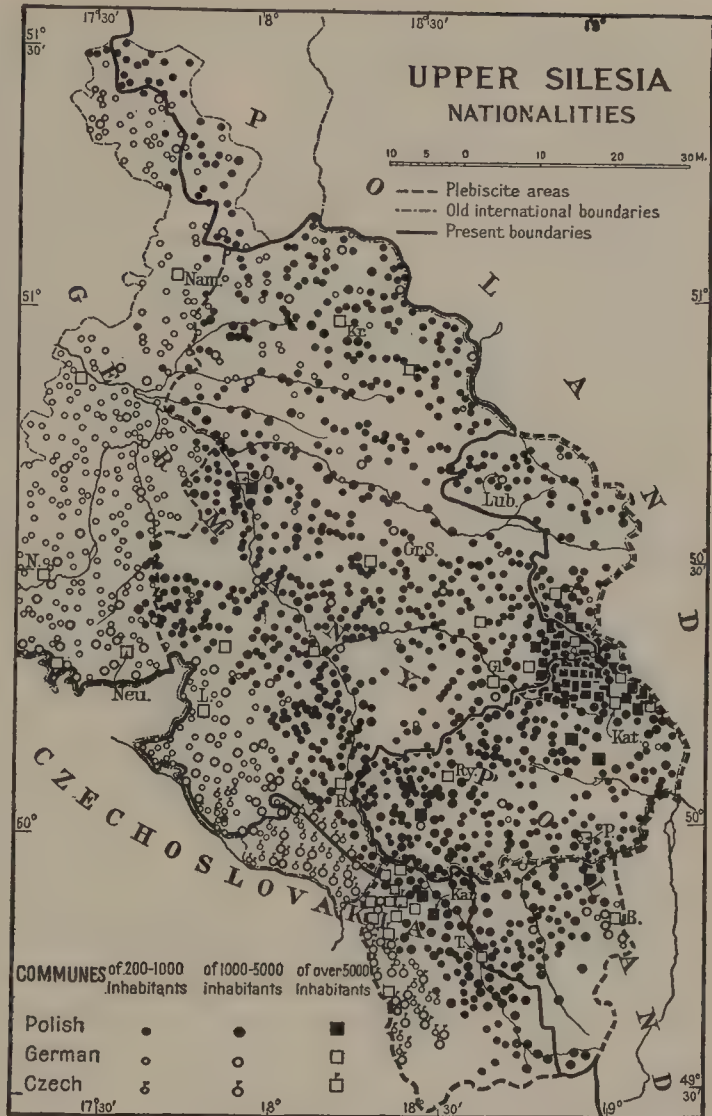 17°30'
18°
18°30'
19°
51°
30'
UPPER SILESIA
NATIONALITIES
10 5 0 10 20 30 M.
Plebiscite areas
Old international boundaries
Present boundaries
P
O
L
A
N
D
51°
51°
G
E
R
M
A
N
Y
Nam.
Kr.
O.
Lub.
Gr.S.
50°
30'
N.
Neu.
L.
Gl.
Kat.
R.
Ry.
P
O
L
A
N
D
P.
50°
50°
CZECHOSLOVAKIA
Kar.
T.
B.
COMMUNES
of 200-1000
inhabitants
of 1000-5000
inhabitants
of over 5000
inhabitants
Polish
German
Czech
49°
30'
17°30'
18°
18°30'
19°